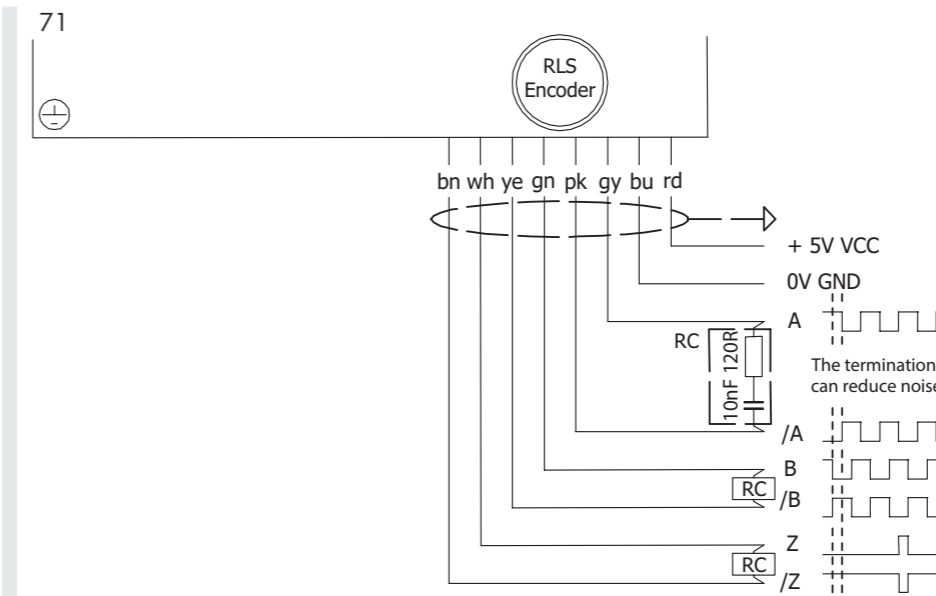 71
RLS
Encoder
bn wh ye gn pk gy bu rd
+ 5V VCC
0V GND
A
RC
120R
10nF
The termination
can reduce noise
/A
B
RC
/B
Z
RC
/Z